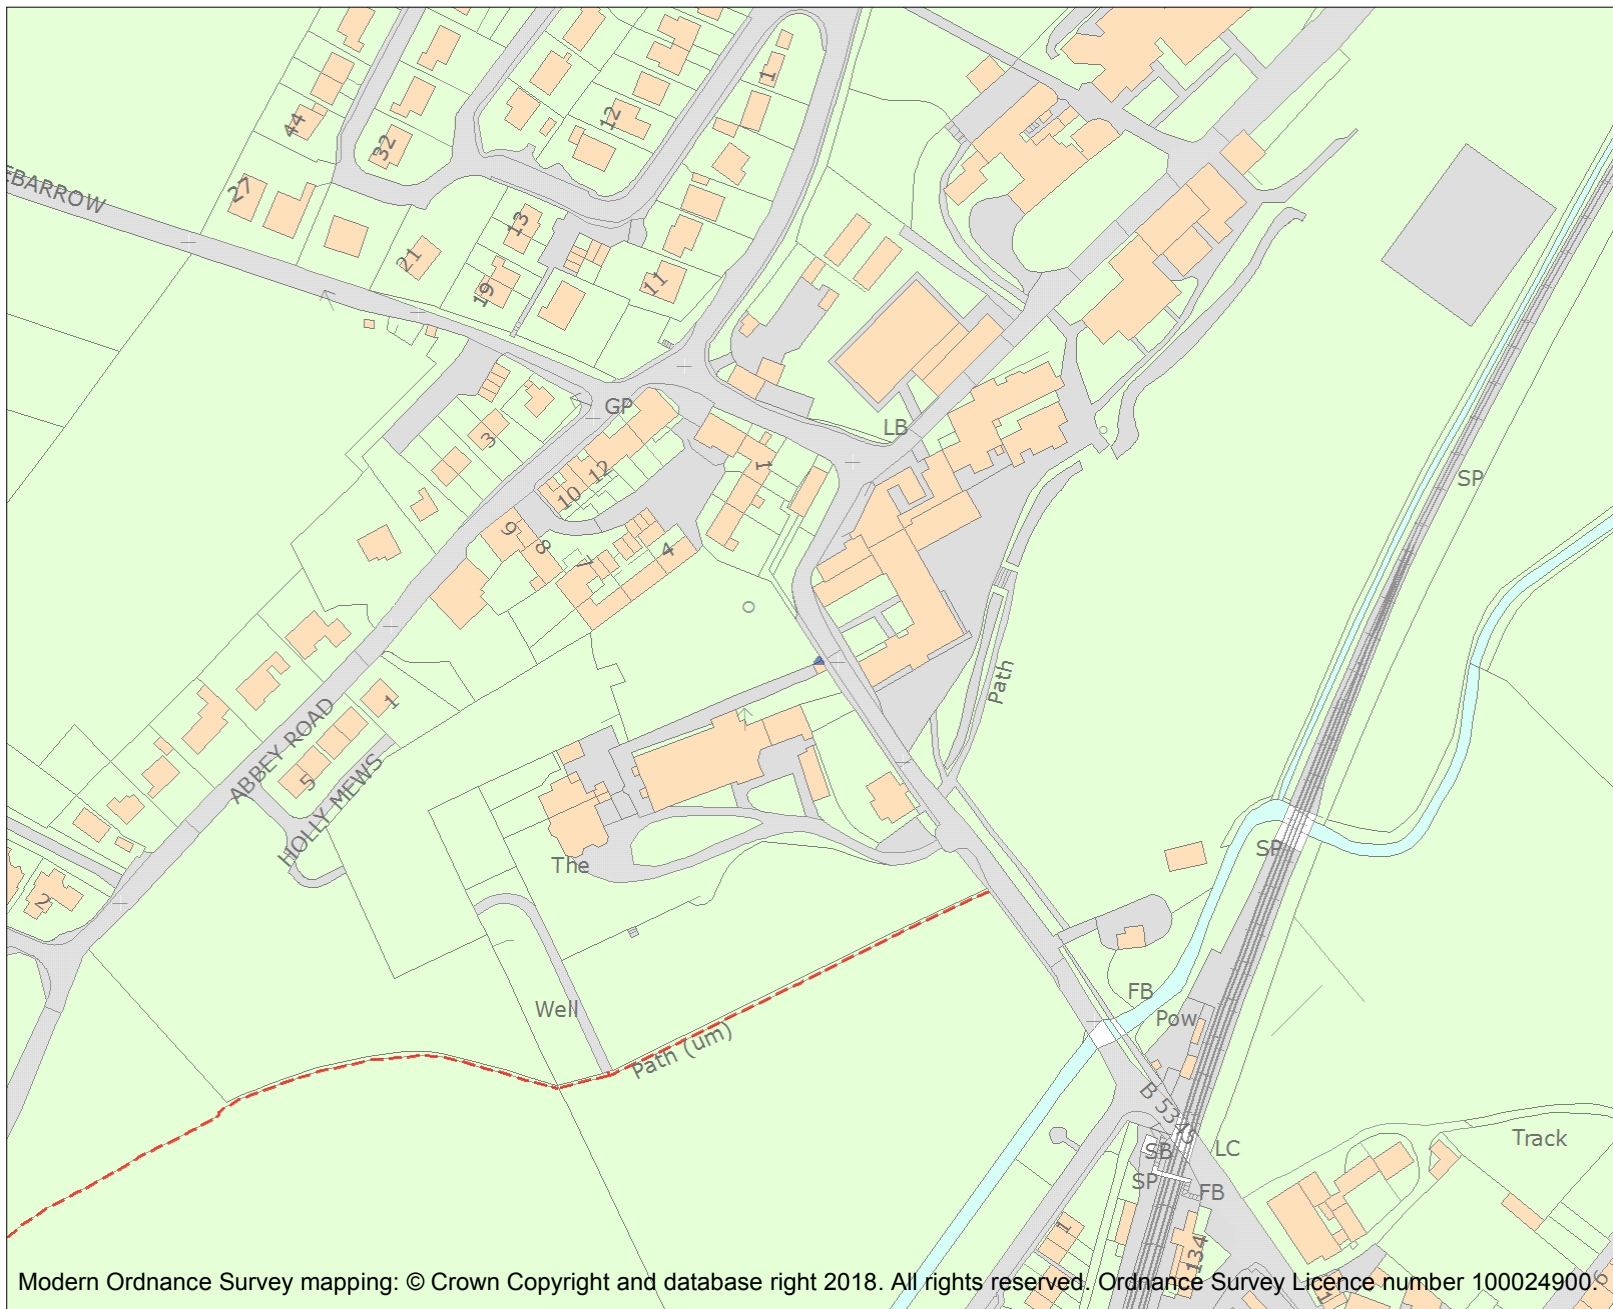 44
32
12
1
27
EBARROW
13
21
19
11
GP
LB
3
1
10 12
9
8
7
4
SP
Path
1
ABBEY ROAD
5
HOLLY MEWS
The
SP
2
FB
Well
Pow
Path (um)
B 5345
LC
Track
SB
SP
FB
1
134
Modern Ordnance Survey mapping: © Crown Copyright and database right 2018. All rights reserved. Ordnance Survey Licence number 100024900.